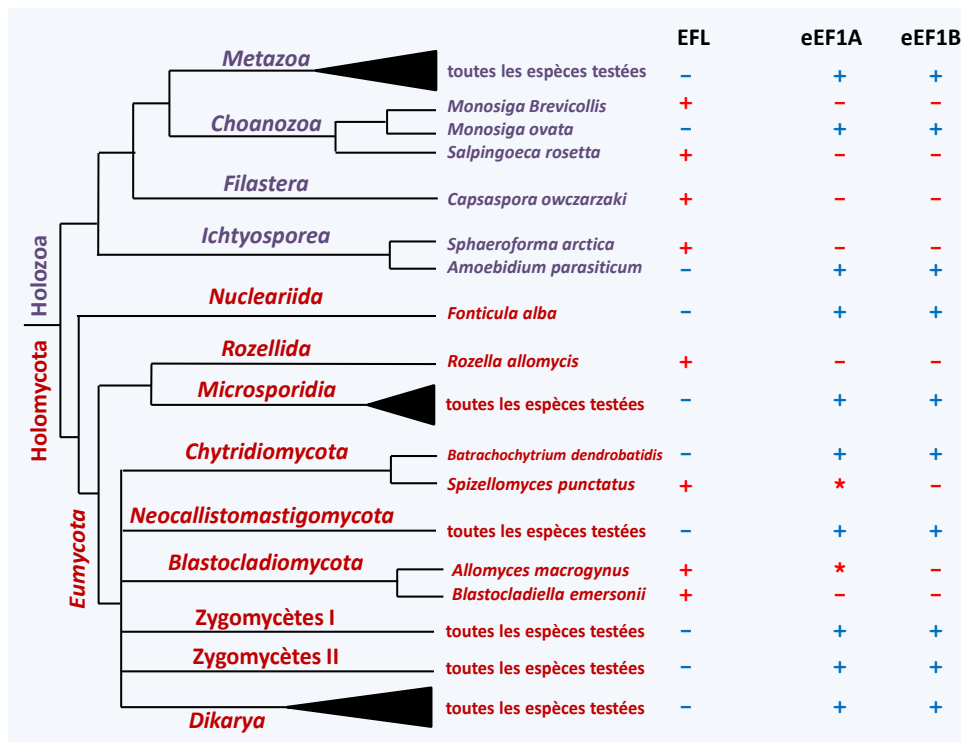 EFL eEF1A eEF1B
Metazoa toutes les espèces testées – + +
Monosiga Brevicollis + – –
Choanozoa Monosiga ovata – + +
Salpingoeca rosetta + – –
Filastera Capsaspora owczarzaki + – –
Ichtyosporea Sphaeroforma arctica + – –
Amoebidium parasiticum – + +
Holozoa
Nucleariida Fonticula alba – + +
Holomycota
Rozellida Rozella allomycis + – –
Microsporidia toutes les espèces testées – + +
Chytridiomycota Batrachochytrium dendrobatidis – + +
Spizellomyces punctatus + * –
Neocallistomastigomycota toutes les espèces testées – + +
Eumycota
Blastocladiomycota Allomyces macrogynus + * –
Blastocladiella emersonii + – –
Zygomycètes I toutes les espèces testées – + +
Zygomycètes II toutes les espèces testées – + +
Dikarya toutes les espèces testées – + +